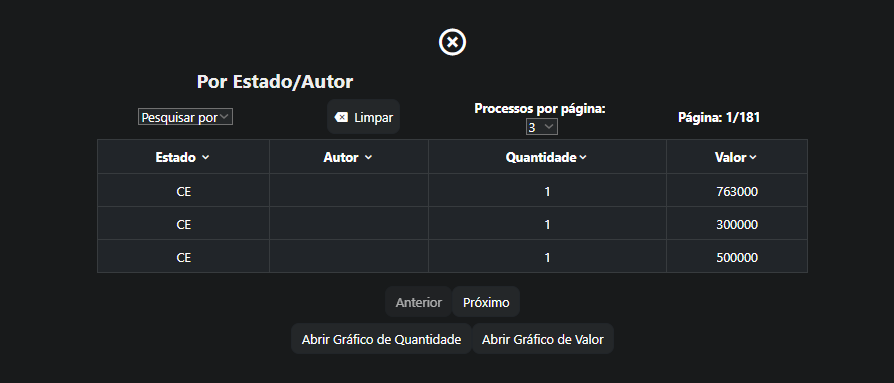 Por Estado/Autor
Pesquisar por
Limpar
Processos por página:
3
Página: 1/181
Estado Autor Quantidade Valor
CE 1 763000
CE 1 300000
CE 1 500000
Anterior Próximo
Abrir Gráfico de Quantidade Abrir Gráfico de Valor